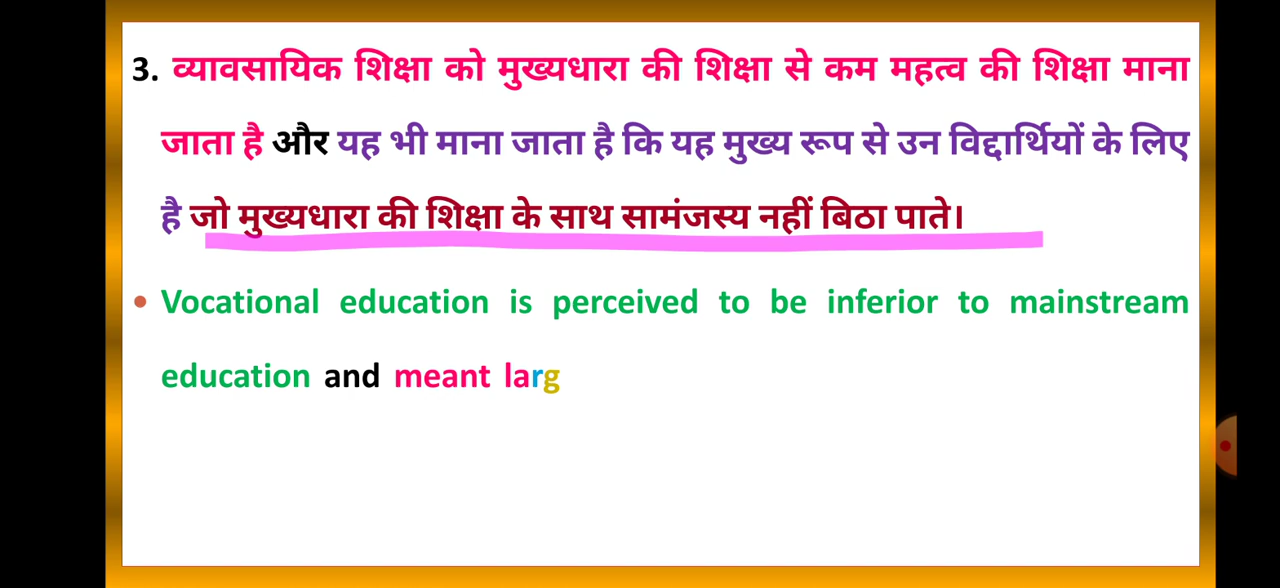 3. व्यावसायिक शिक्षा को मुख्यधारा की शिक्षा से कम महत्व की शिक्षा माना
जाता है और यह भी माना जाता है कि यह मुख्य रूप से उन विद्दार्थियों के लिए
है जो मुख्यधारा की शिक्षा के साथ सामंजस्य नहीं बिठा पाते।
• Vocational education is perceived to be inferior to mainstream
education and meant larg